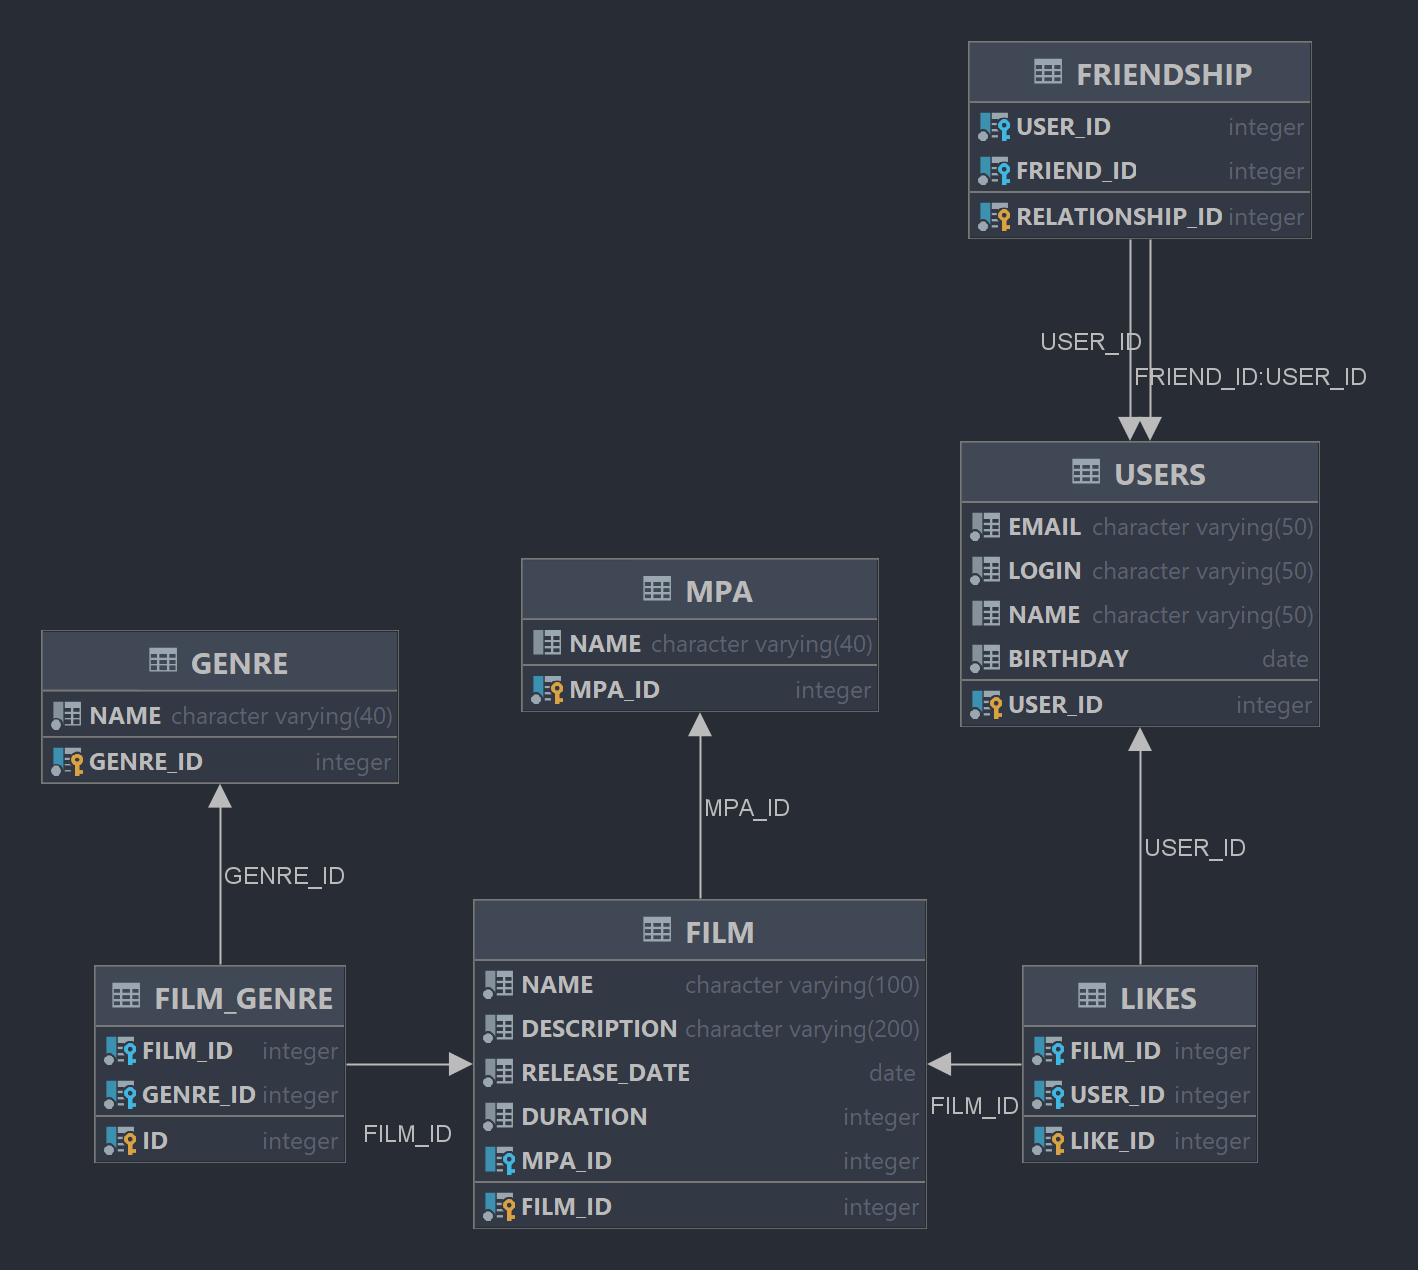 FRIENDSHIP
USER_ID integer
FRIEND_ID integer
RELATIONSHIP_ID integer
USER_ID
FRIEND_ID:USER_ID
USERS
EMAIL character varying(50)
LOGIN character varying(50)
NAME character varying(50)
BIRTHDAY date
USER_ID integer
MPA
NAME character varying(40)
MPA_ID integer
GENRE
NAME character varying(40)
GENRE_ID integer
MPA_ID
USER_ID
GENRE_ID
FILM
NAME character varying(100)
DESCRIPTION character varying(200)
RELEASE_DATE date
DURATION integer
MPA_ID integer
FILM_ID integer
FILM_GENRE
FILM_ID integer
GENRE_ID integer
ID integer
FILM_ID
LIKES
FILM_ID integer
USER_ID integer
LIKE_ID integer
FILM_ID